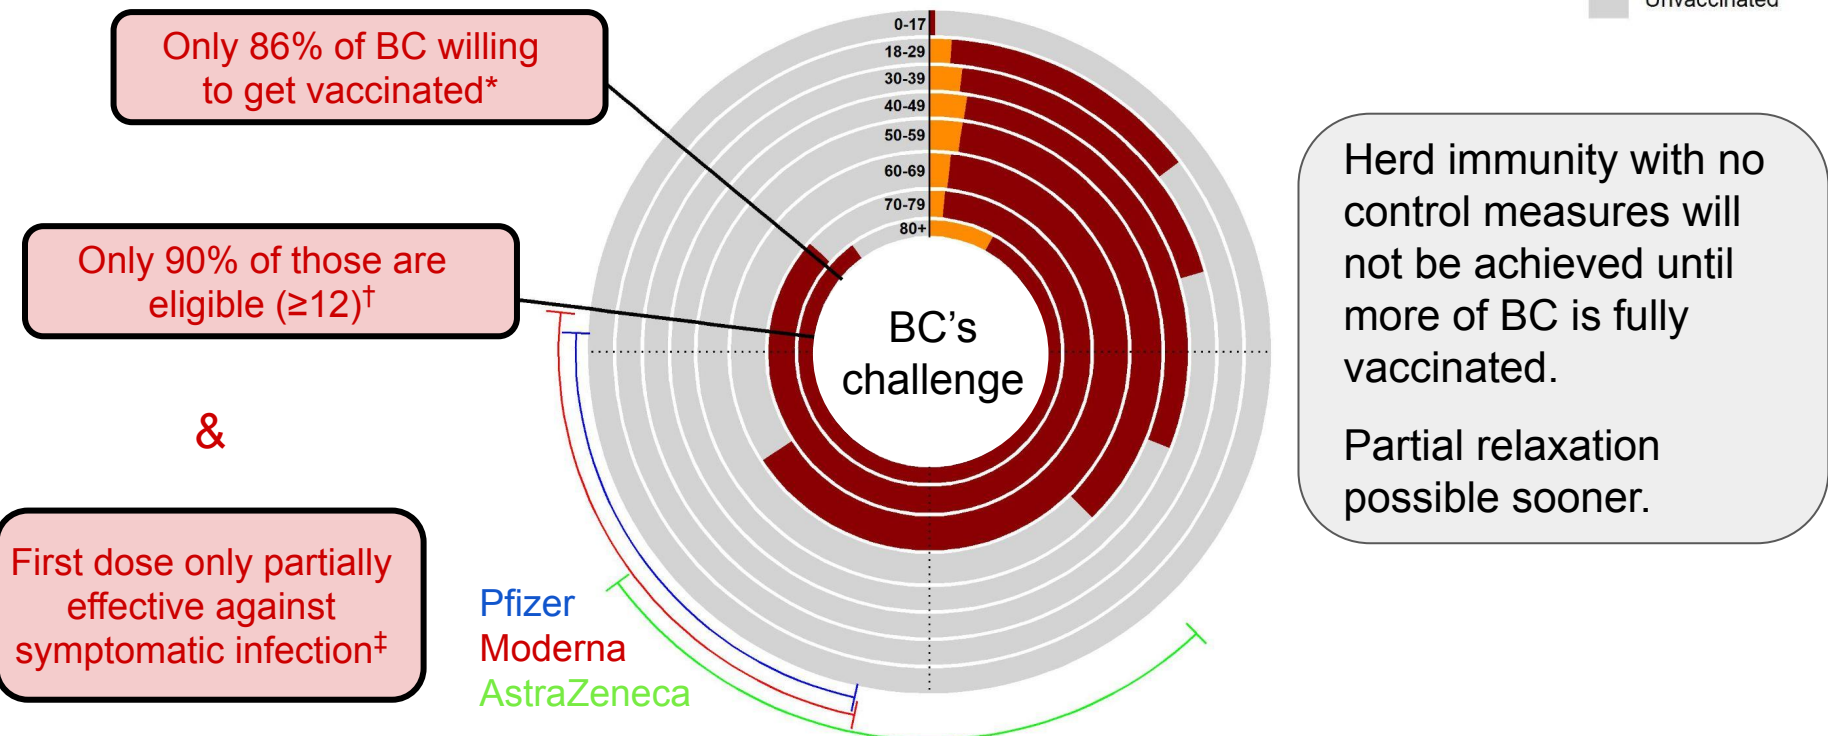 Unvaccinated
Only 86% of BC willing
to get vaccinated*
Only 90% of those are
eligible (≥12)†
&
First dose only partially
effective against
symptomatic infection‡
0-17
18-29
30-39
40-49
50-59
60-69
70-79
80+
BC’s
challenge
Pfizer
Moderna
AstraZeneca
Herd immunity with no
control measures will
not be achieved until
more of BC is fully
vaccinated.
Partial relaxation
possible sooner.